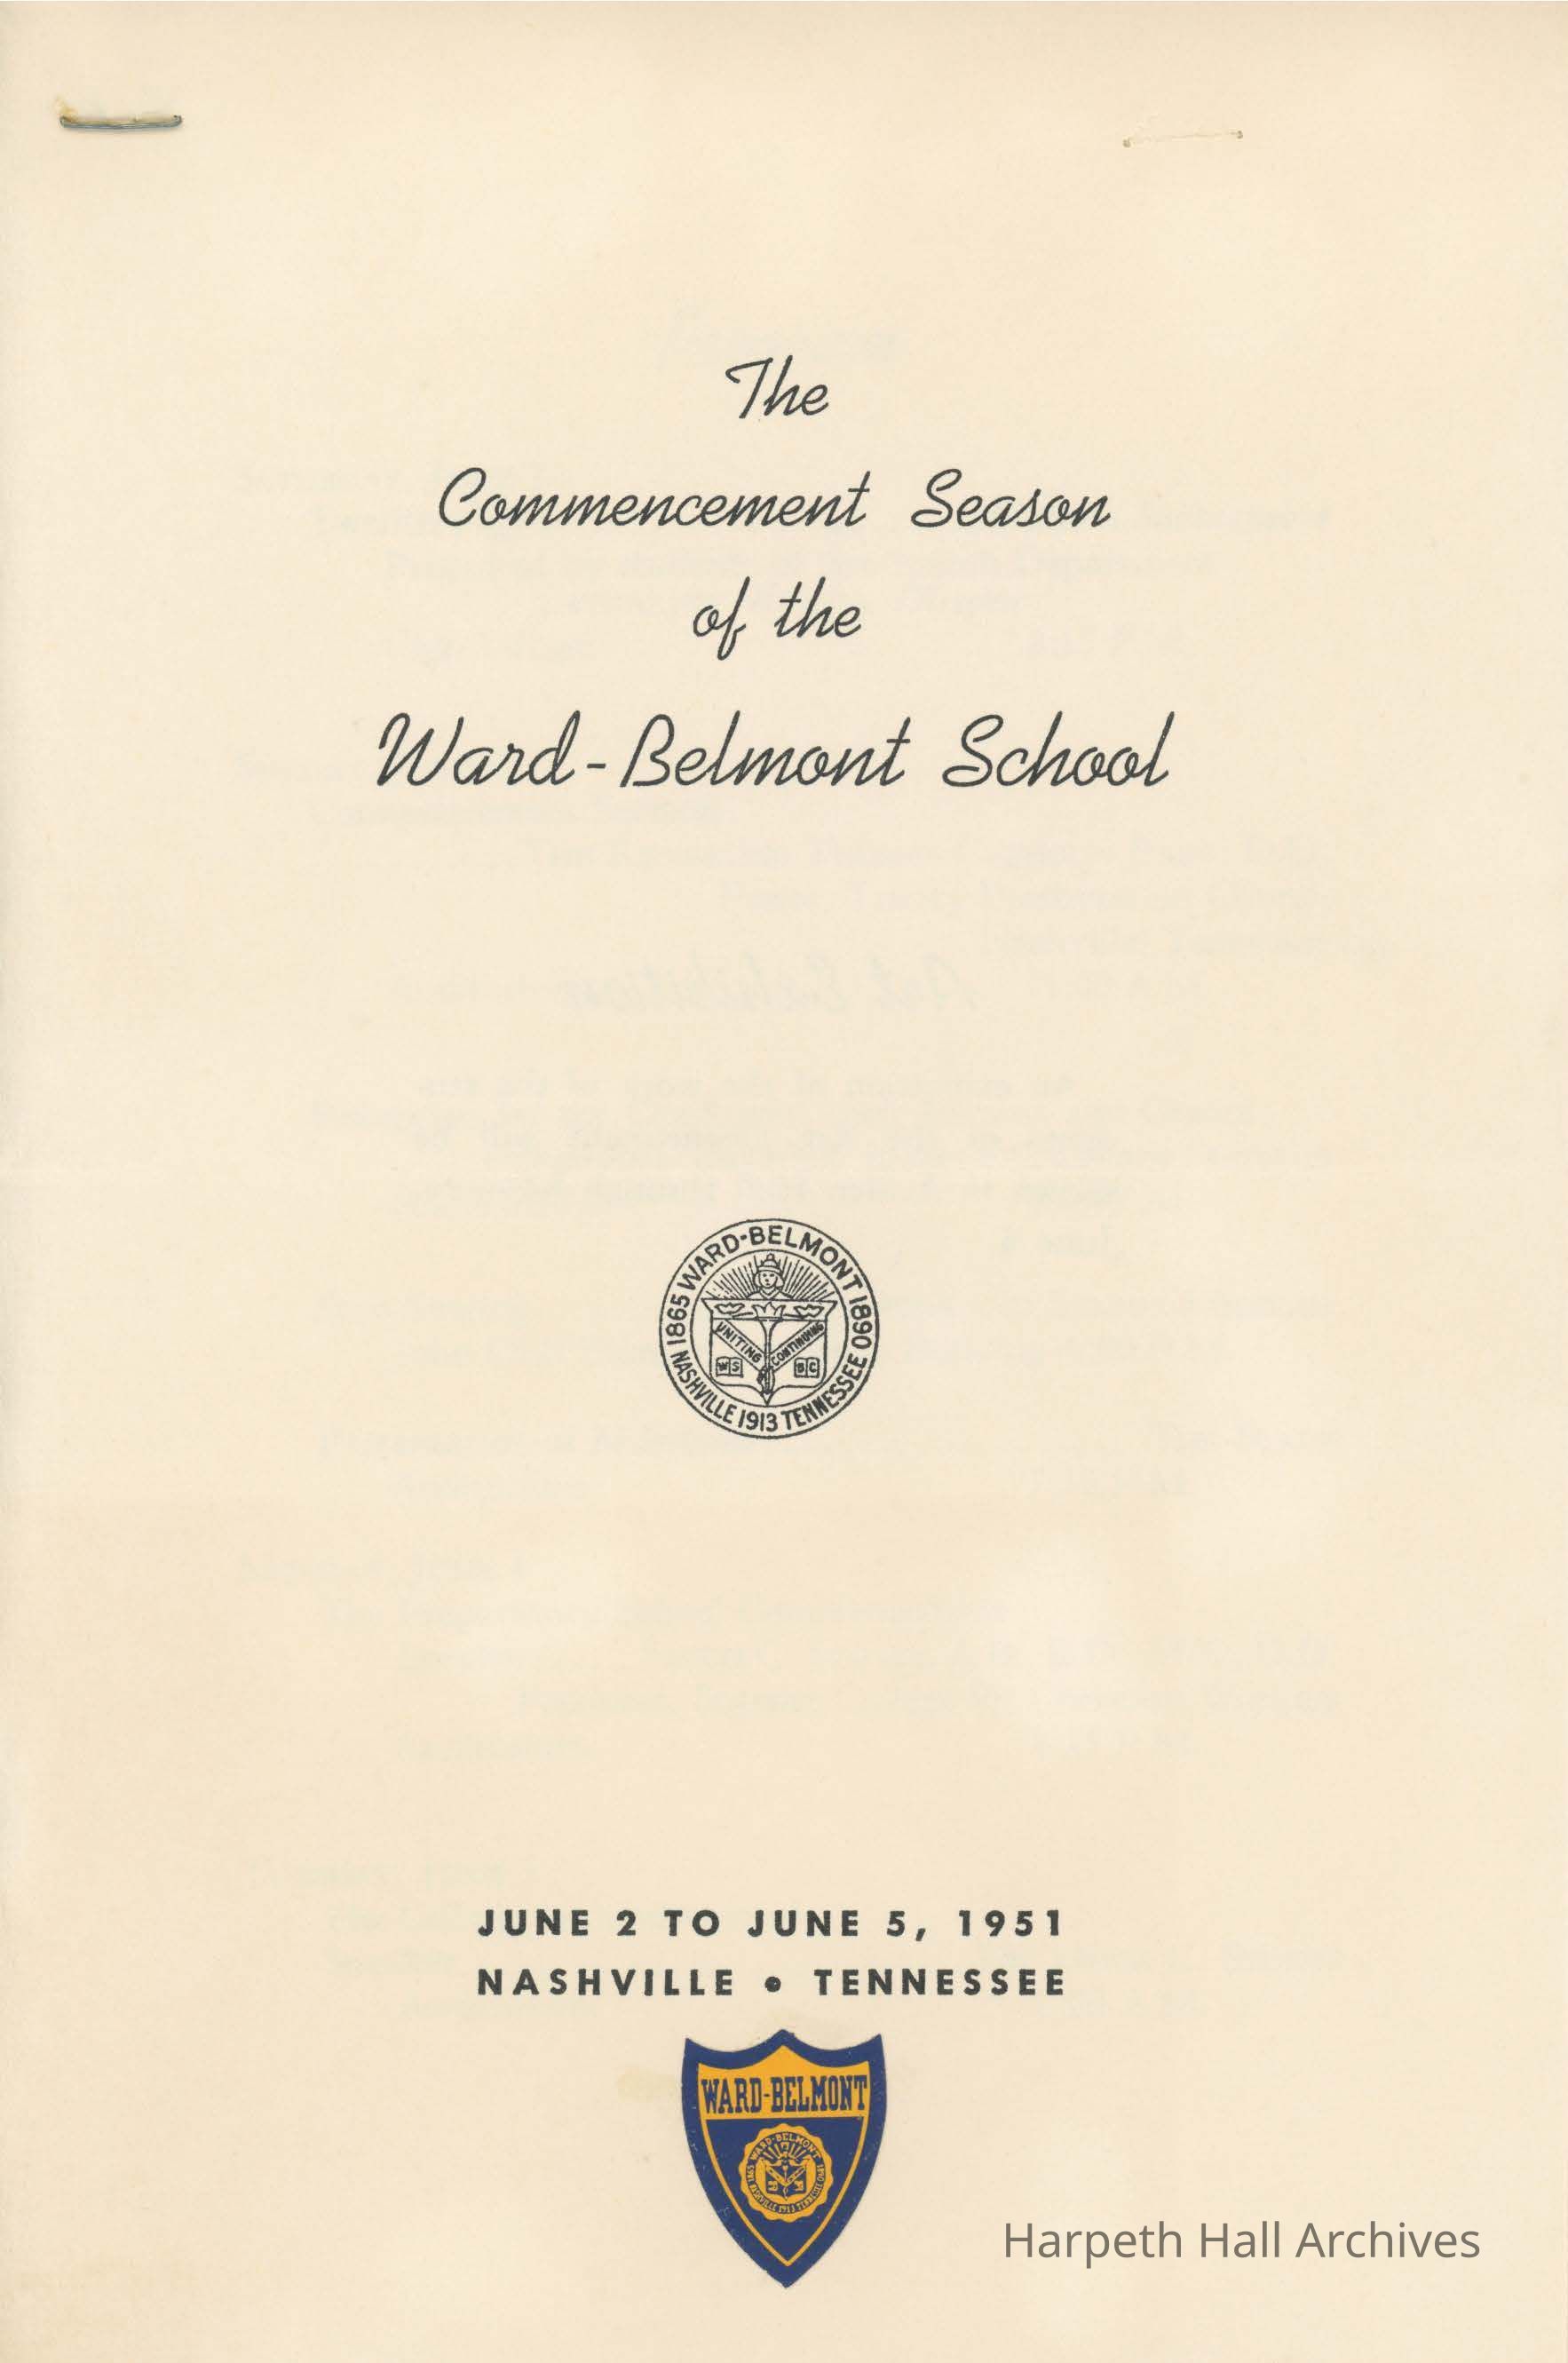 The
Commencement Season
of the
Ward-Belmont School
1865 WARD-BELMONT 1890
NASHVILLE 1913 TENNESSEE
UNITING CONTINUING
WS BC
JUNE 2 TO JUNE 5, 1951
NASHVILLE • TENNESSEE
WARD-BELMONT
Harpeth Hall Archives